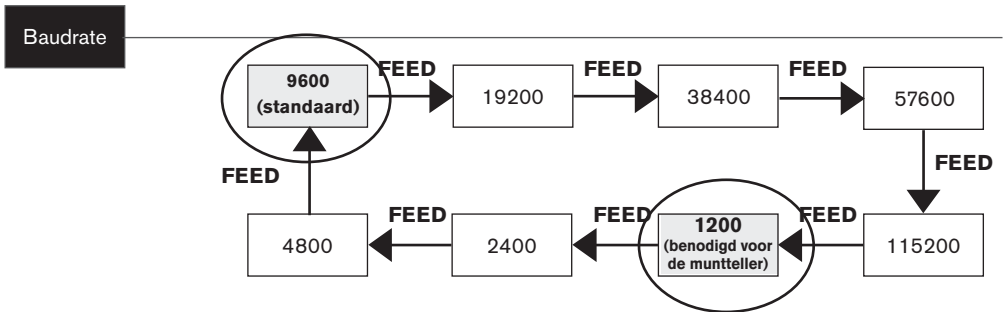 Baudrate
9600
(standaard)
FEED
19200
FEED
38400
FEED
57600
FEED
115200
FEED
1200
(benodigd voor
de muntteller)
FEED
2400
FEED
4800
FEED